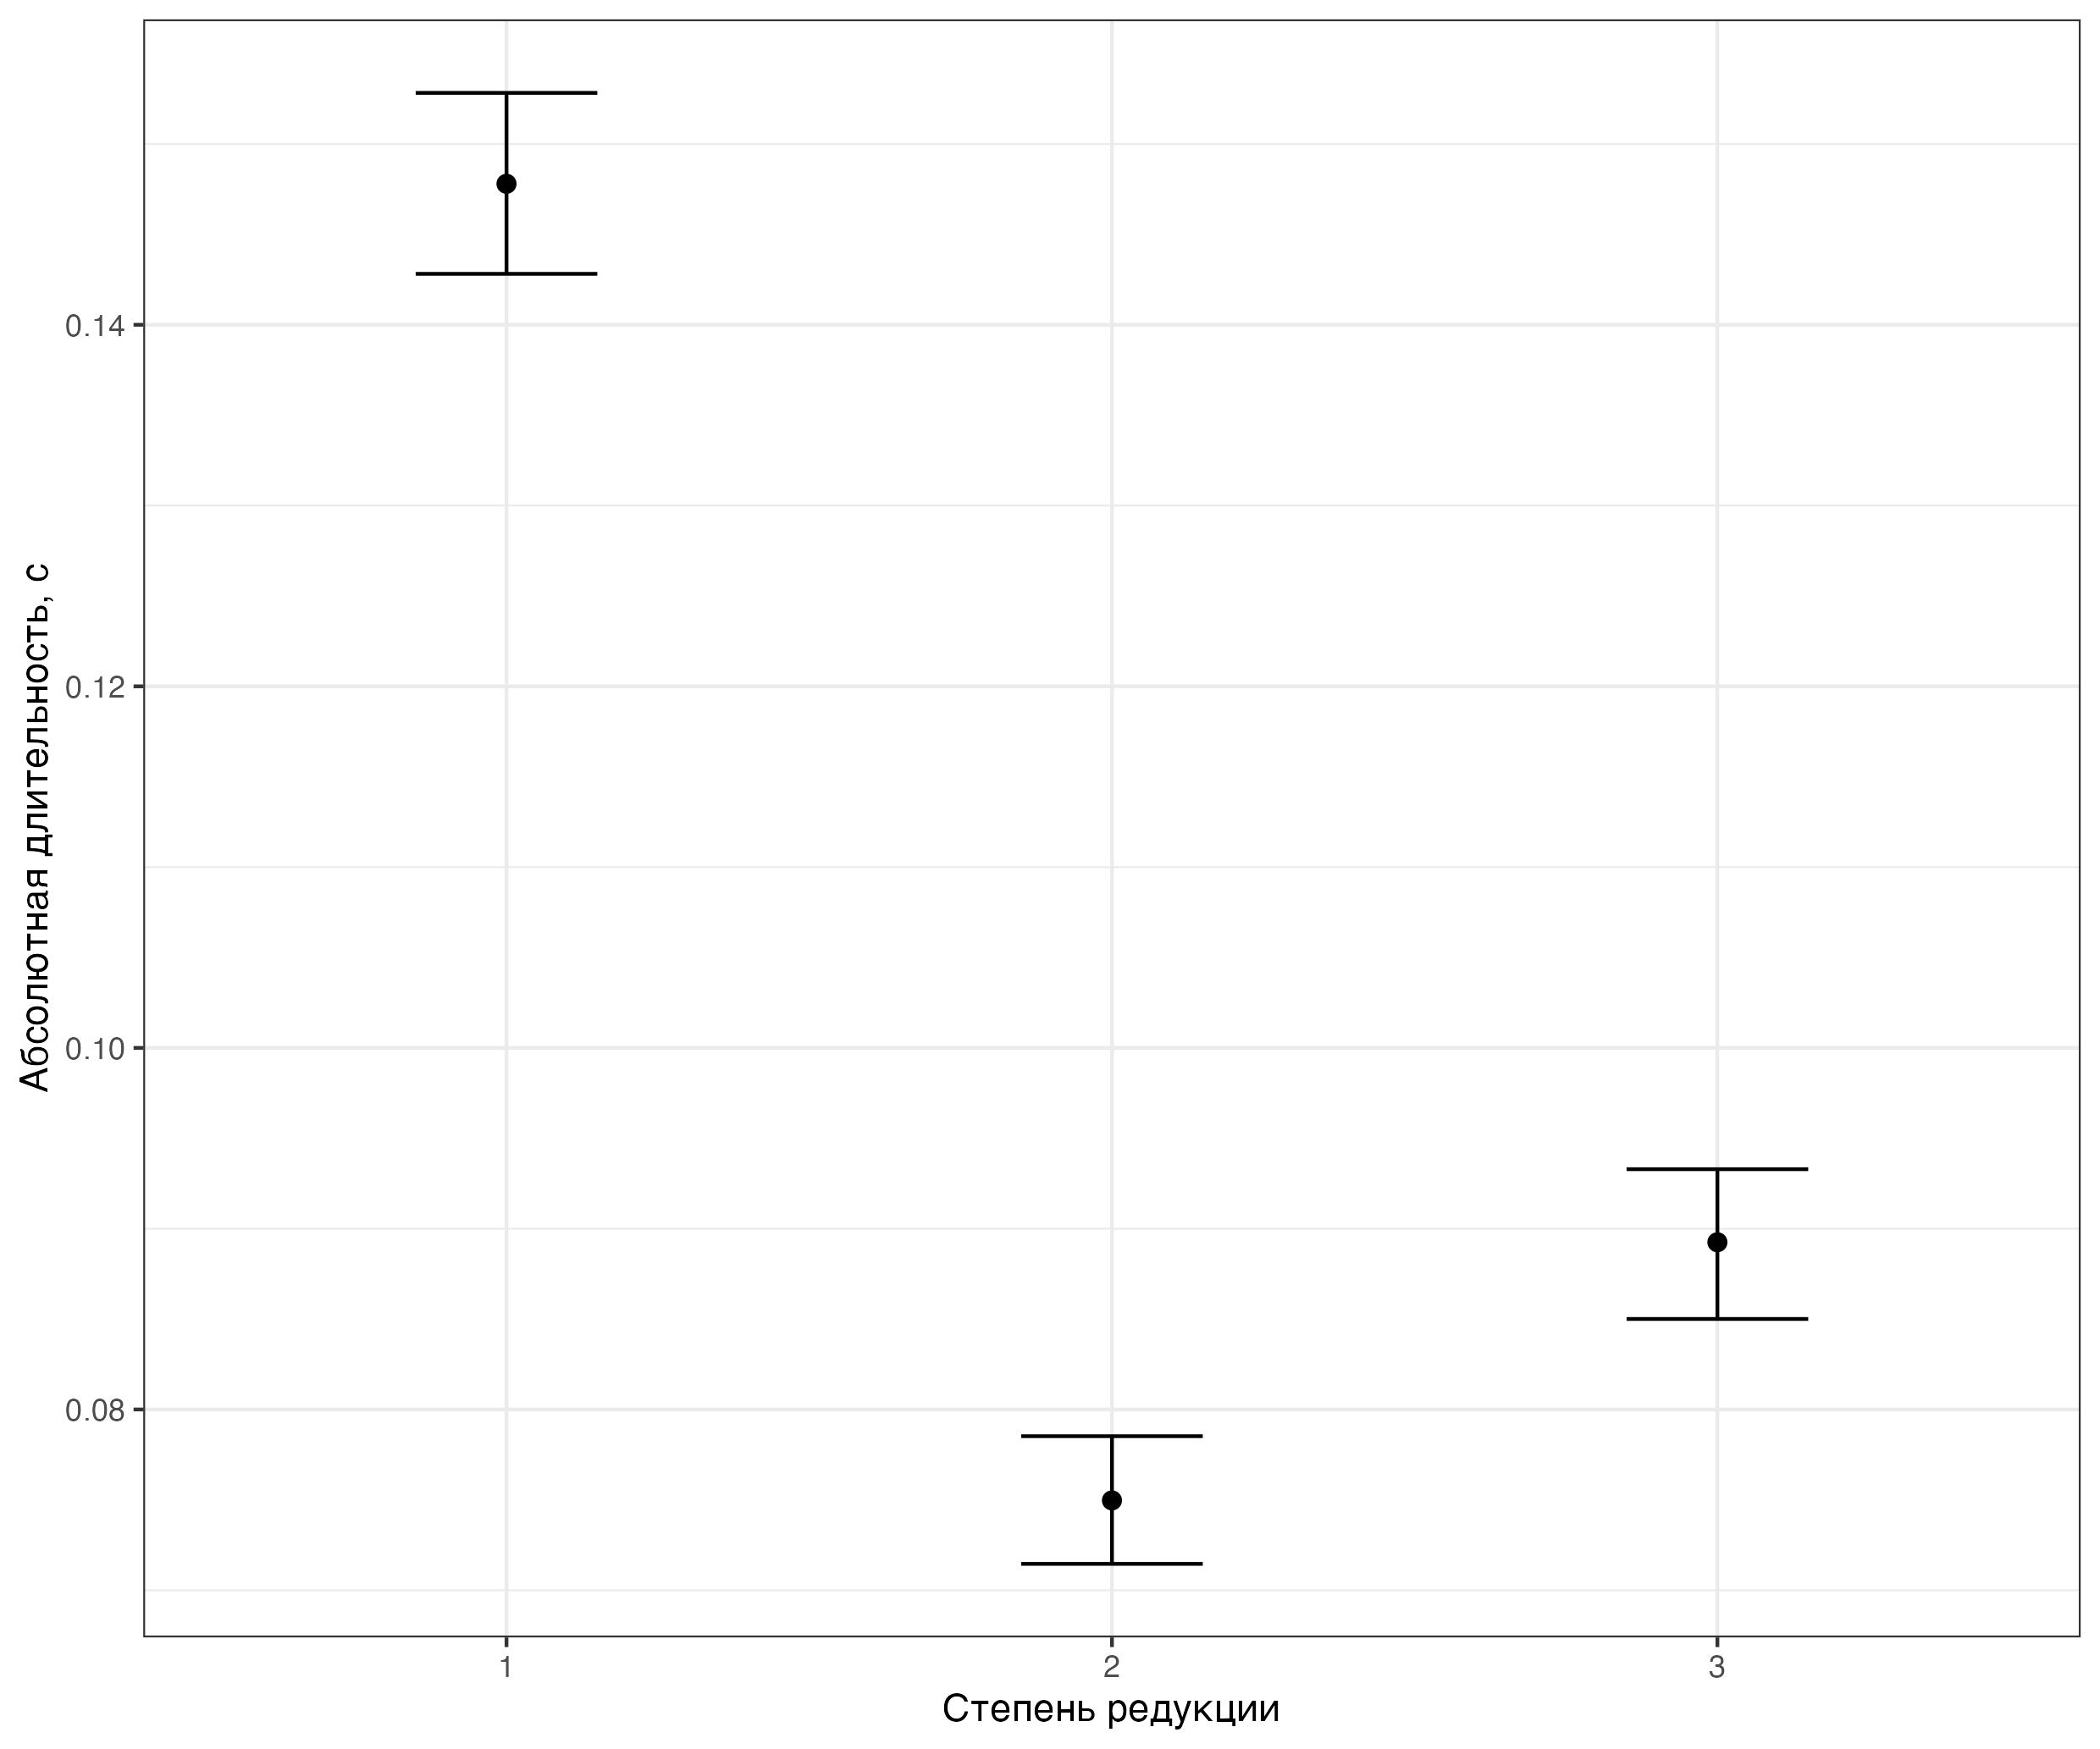 Абсолютная длительность, с
0.14
0.12
0.10
0.08
1 2 3
Степень редукции